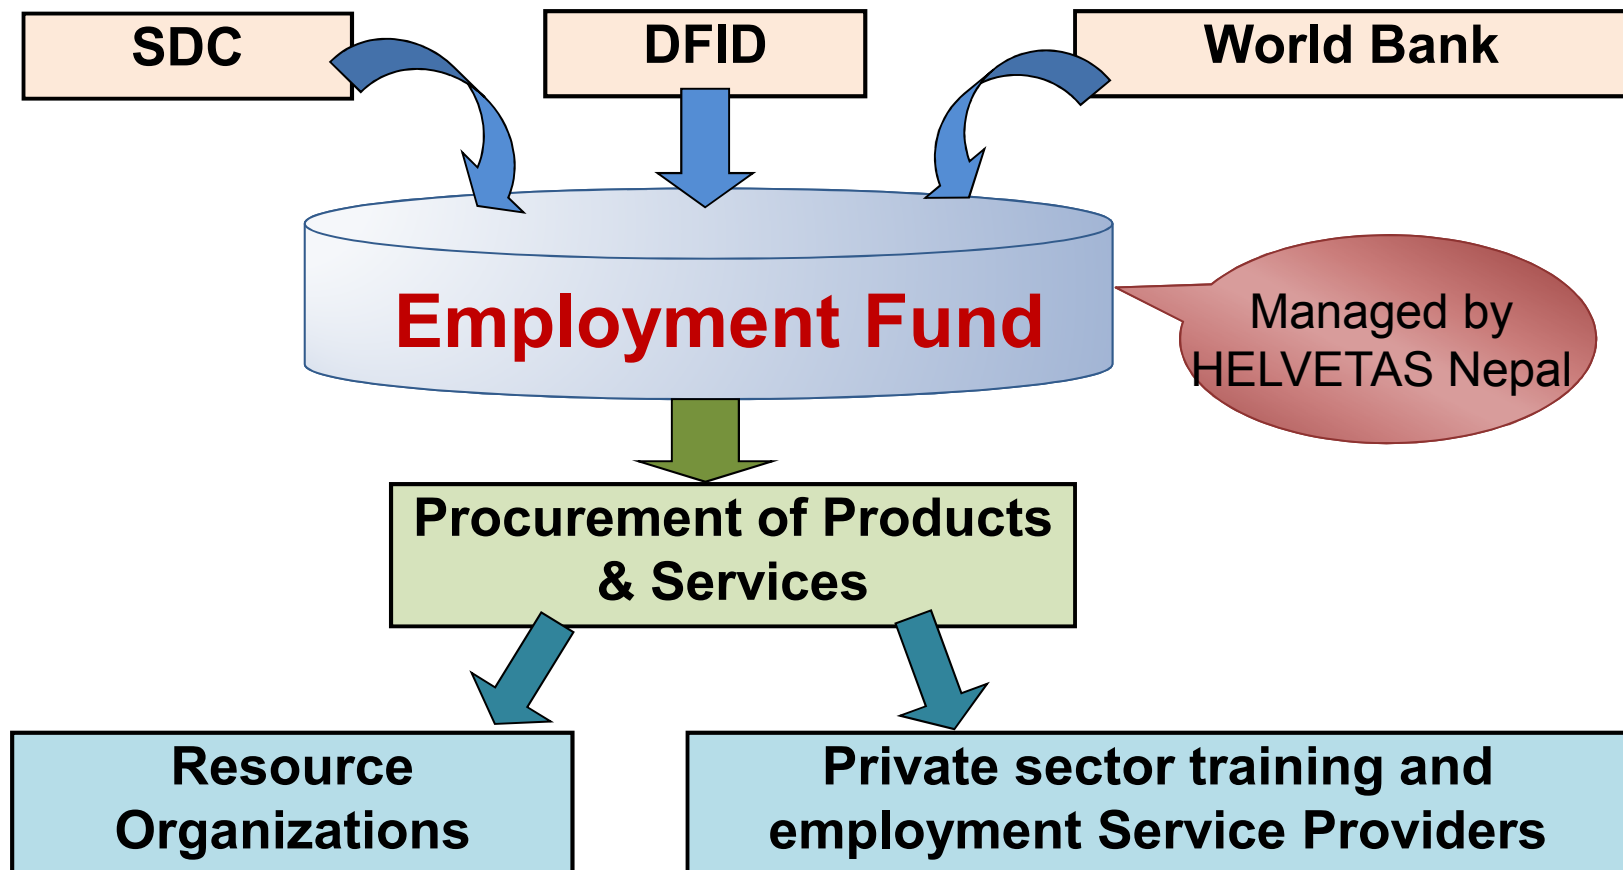 SDC
DFID
World Bank
Employment Fund
Managed by
HELVETAS Nepal
Procurement of Products
& Services
Resource
Organizations
Private sector training and
employment Service Providers